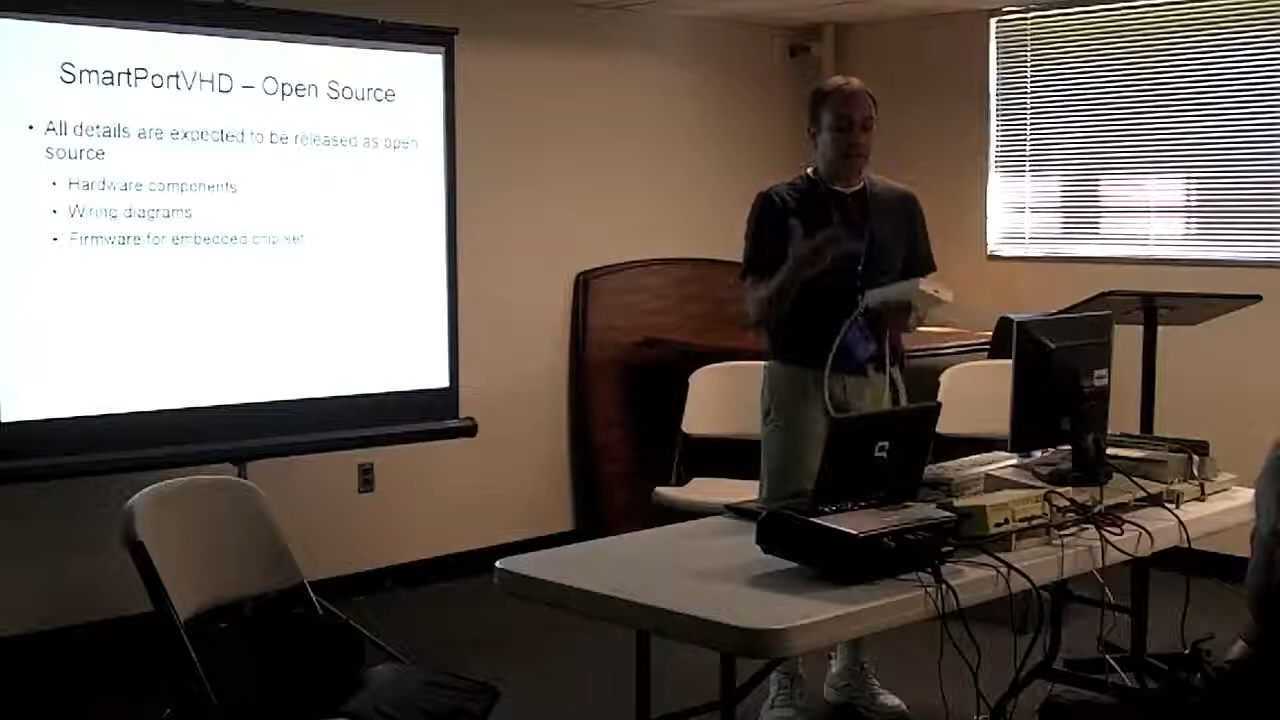 SmartPortVHD – Open Source
• All details are expected to be released as open
source
• Hardware components
• Wiring diagrams
• Firmware for embedded chip set